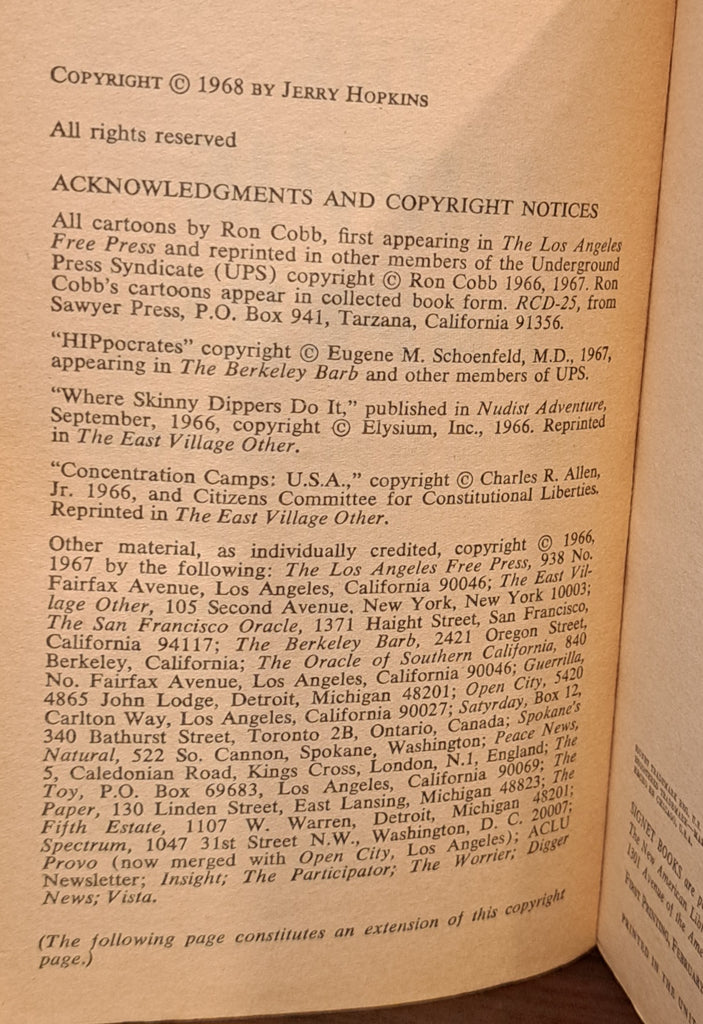 COPYRIGHT © 1968 BY JERRY HOPKINS
All rights reserved
ACKNOWLEDGMENTS AND COPYRIGHT NOTICES
All cartoons by Ron Cobb, first appearing in The Los Angeles
Free Press and reprinted in other members of the Underground
Press Syndicate (UPS) copyright © Ron Cobb 1966, 1967. Ron
Cobb's cartoons appear in collected book form. RCD-25, from
Sawyer Press, P.O. Box 941, Tarzana, California 91356.
"HIPpocrates" copyright © Eugene M. Schoenfeld, M.D., 1967,
appearing in The Berkeley Barb and other members of UPS.
"Where Skinny Dippers Do It," published in Nudist Adventure,
September, 1966, copyright © Elysium, Inc., 1966. Reprinted
in The East Village Other.
"Concentration Camps: U.S.A.," copyright © Charles R. Allen,
Jr. 1966, and Citizens Committee for Constitutional Liberties.
Reprinted in The East Village Other.
Other material, as individually credited, copyright © 1966,
1967 by the following: The Los Angeles Free Press, 938 No.
Fairfax Avenue, Los Angeles, California 90046; The East Vil-
lage Other, 105 Second Avenue, New York, New York 10003;
The San Francisco Oracle, 1371 Haight Street, San Francisco,
California 94117; The Berkeley Barb, 2421 Oregon Street,
Berkeley, California; The Oracle of Southern California, 840
No. Fairfax Avenue, Los Angeles, California 90046; Guerrilla,
4865 John Lodge, Detroit, Michigan 48201; Open City, 5420
Carlton Way, Los Angeles, California 90027; Satyrday, Box 12,
340 Bathurst Street, Toronto 2B, Ontario, Canada; Spokane's
Natural, 522 So. Cannon, Spokane, Washington; Peace News,
5, Caledonian Road, Kings Cross, London, N.1, England; The
Toy, P.O. Box 69683, Los Angeles, California 90069; The
Paper, 130 Linden Street, East Lansing, Michigan 48823; The
Fifth Estate, 1107 W. Warren, Detroit, Michigan 48201;
Spectrum, 1047 31st Street N.W., Washington, D. C. 20007;
Provo (now merged with Open City, Los Angeles); ACLU
Newsletter; Insight; The Participator; The Worrier; Digger
News; Vista.
(The following page constitutes an extension of this copyright
page.)
SIGNET BOOKS are
The New American
1301 Avenue of the
FIRST PRINTING,
PRINTED IN THE